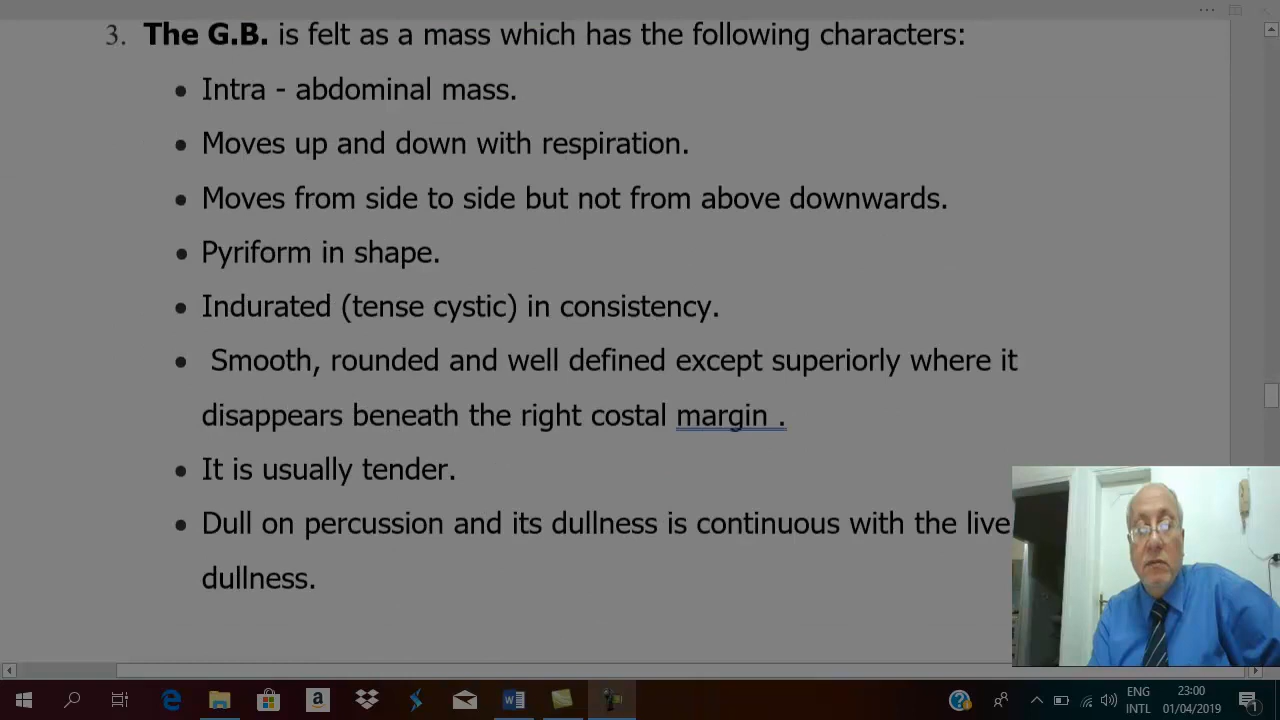 3. The G.B. is felt as a mass which has the following characters:
• Intra - abdominal mass.
• Moves up and down with respiration.
• Moves from side to side but not from above downwards.
• Pyriform in shape.
• Indurated (tense cystic) in consistency.
• Smooth, rounded and well defined except superiorly where it
disappears beneath the right costal margin .
• It is usually tender.
• Dull on percussion and its dullness is continuous with the live
dullness.
ENG 23:00
INTL 01/04/2019